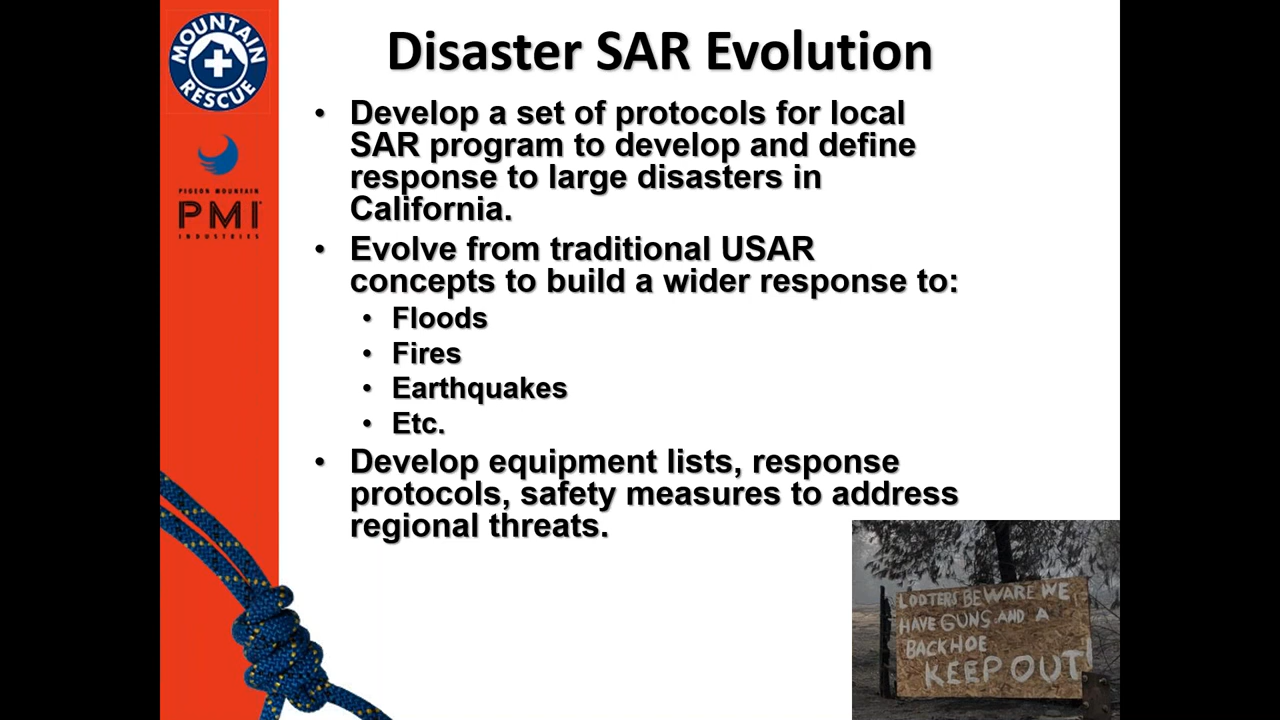 MOUNTAIN
RESCUE
PIGEON MOUNTAIN
PMI
INDUSTRIES
Disaster SAR Evolution
• Develop a set of protocols for local
SAR program to develop and define
response to large disasters in
California.
• Evolve from traditional USAR
concepts to build a wider response to:
• Floods
• Fires
• Earthquakes
• Etc.
• Develop equipment lists, response
protocols, safety measures to address
regional threats.
LOOTERS BEWARE WE
HAVE GUNS AND A
BACKHOE
KEEP OUT!